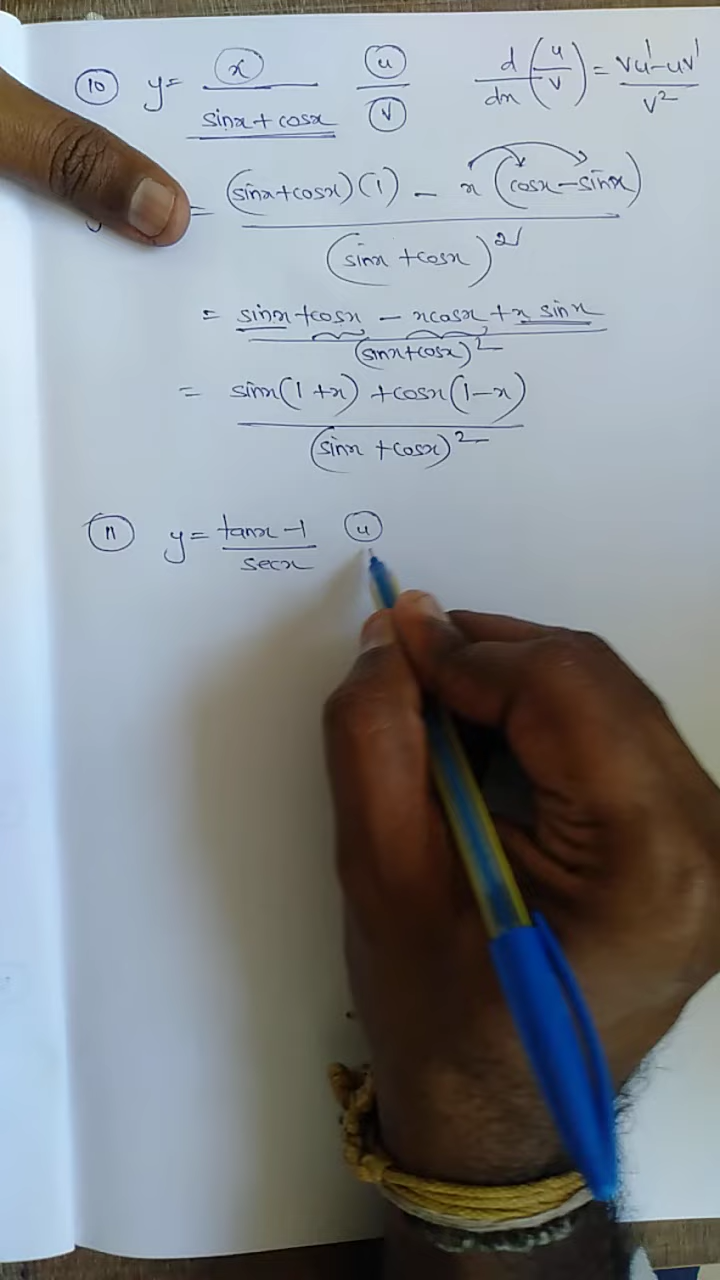 10 y = x / sinx + cosx u / v d/dx (u/v) = vu' - uv' / v²
= (sinx + cosx)(1) - x (cosx - sinx) / (sinx + cosx)²
= sinx + cosx - xcosx + x sinx / (sinx + cosx)²
= sinx(1 + x) + cosx(1 - x) / (sinx + cosx)²
11 y = tanx - 1 / secx u